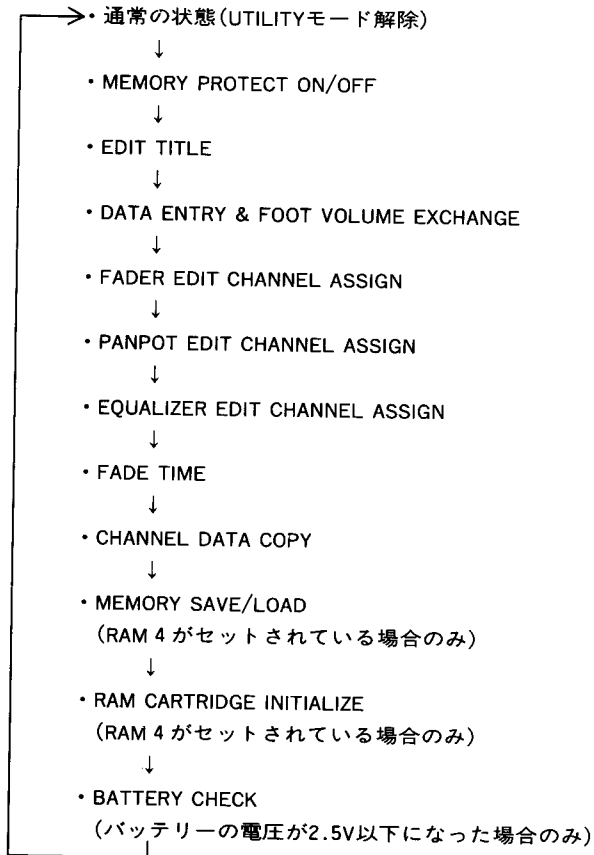 ・通常の状態(UTILITYモード解除)
↓
・MEMORY PROTECT ON/OFF
↓
・EDIT TITLE
↓
・DATA ENTRY & FOOT VOLUME EXCHANGE
↓
・FADER EDIT CHANNEL ASSIGN
↓
・PANPOT EDIT CHANNEL ASSIGN
↓
・EQUALIZER EDIT CHANNEL ASSIGN
↓
・FADE TIME
↓
・CHANNEL DATA COPY
↓
・MEMORY SAVE/LOAD
(RAM 4 がセットされている場合のみ)
↓
・RAM CARTRIDGE INITIALIZE
(RAM 4 がセットされている場合のみ)
↓
・BATTERY CHECK
(バッテリーの電圧が2.5V以下になった場合のみ)